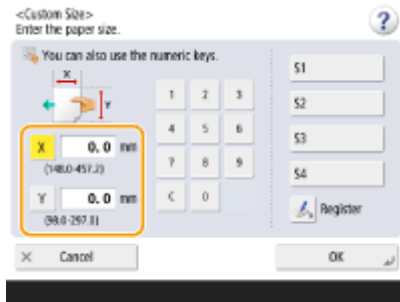 <Custom Size>
Enter the paper size.
?
You can also use the numeric keys.
X
Y
1 2 3
4 5 6
7 8 9
C 0
X 0.0 mm
(148.0-457.2)
Y 0.0 mm
(98.0-297.0)
S1
S2
S3
S4
Register
Cancel
OK